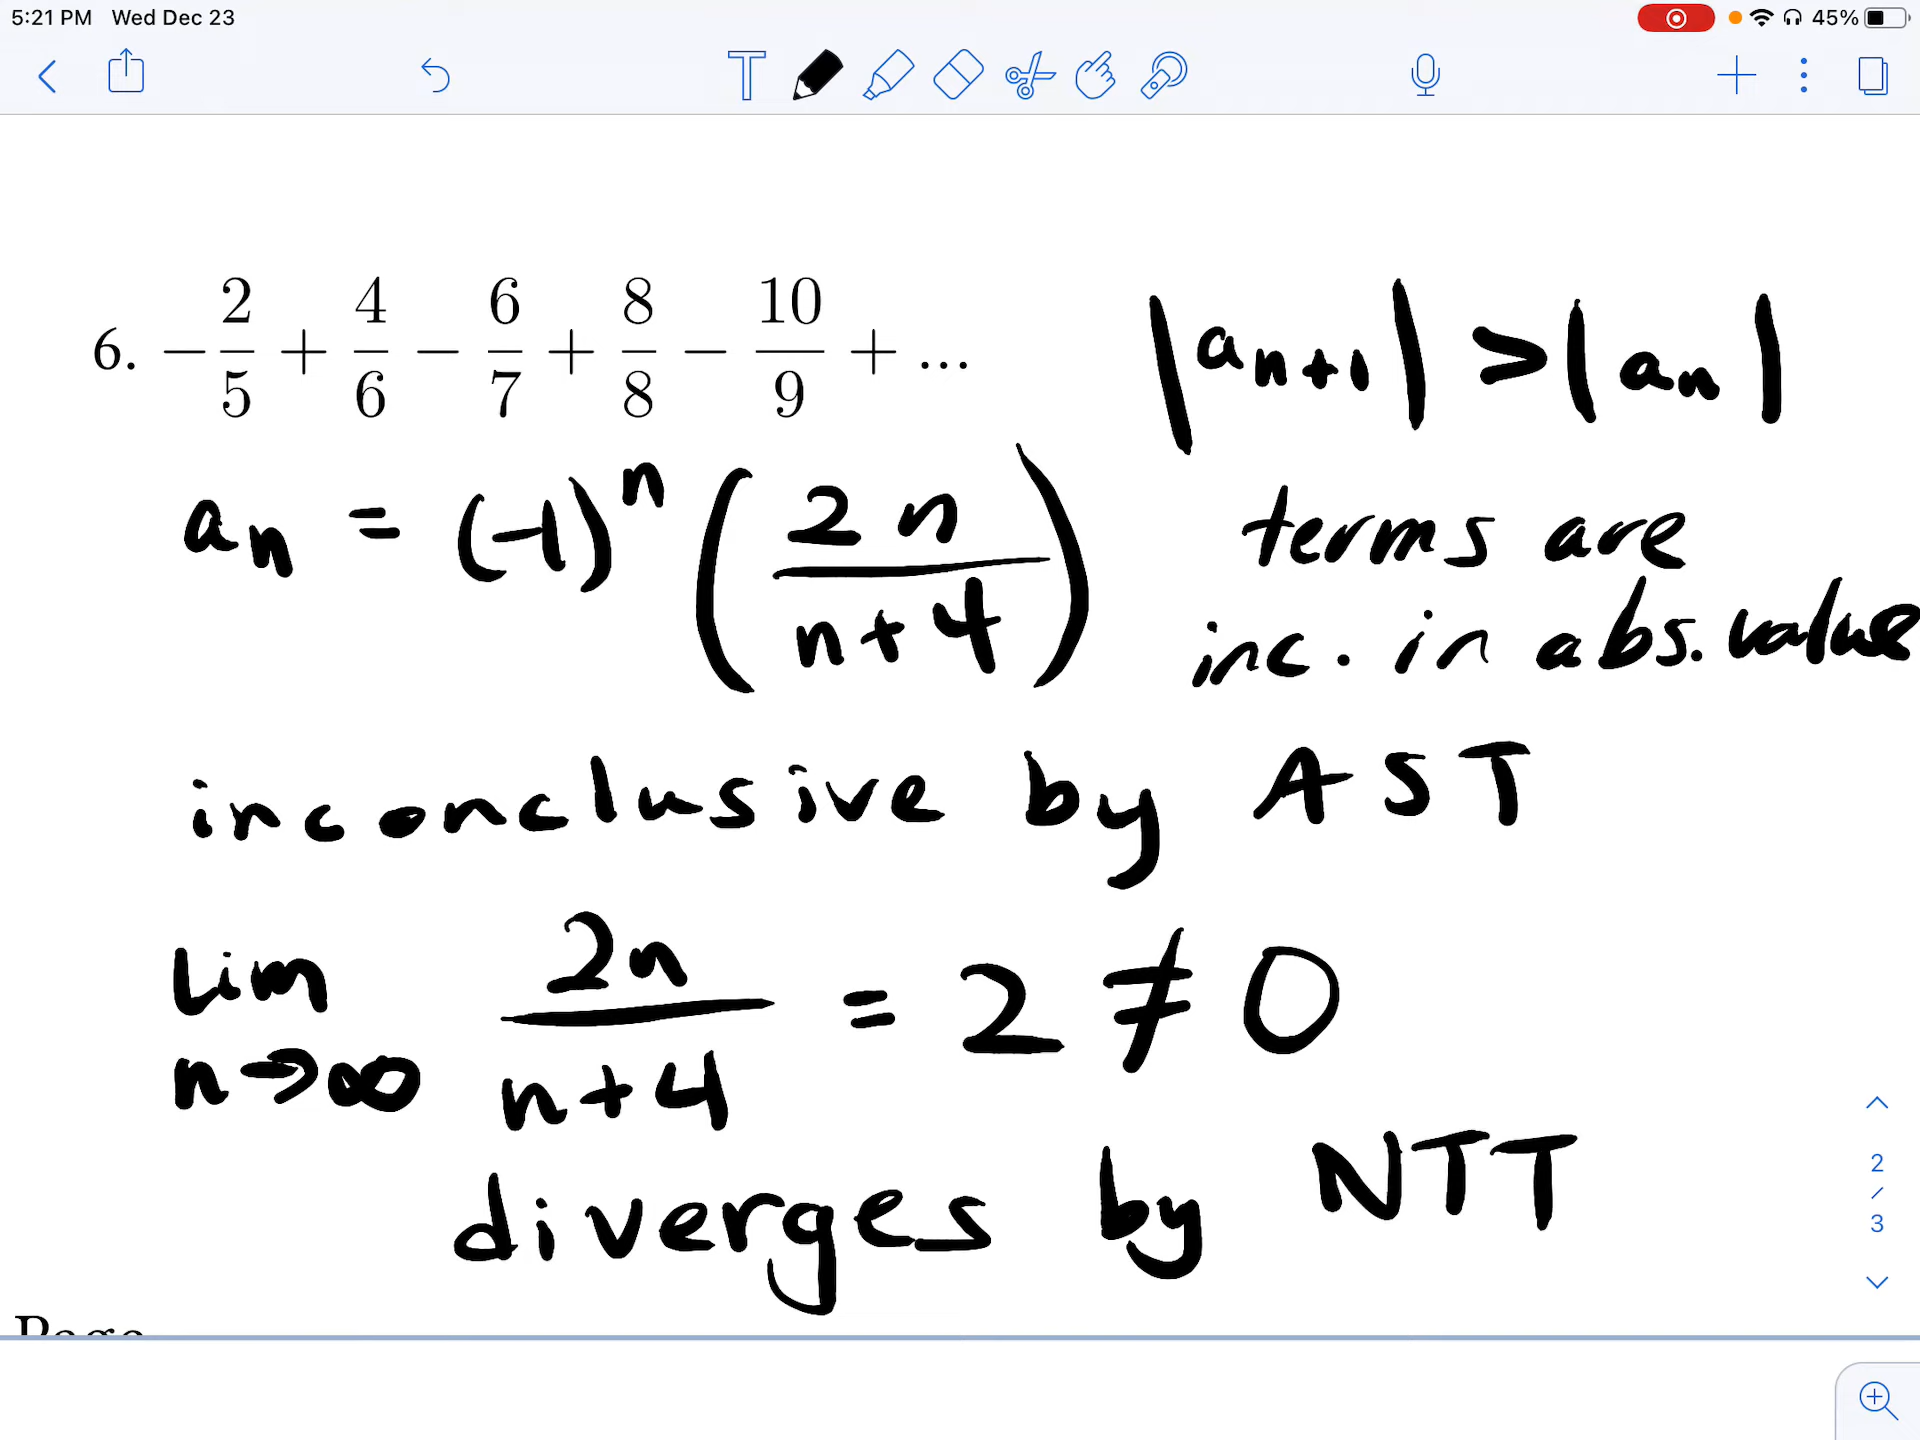 5:21 PM Wed Dec 23 45%
T
6. −2/5 + 4/6 − 6/7 + 8/8 − 10/9 + ...
|aₙ₊₁| > |aₙ|
aₙ = (-1)ⁿ (2n/(n+4))
terms are
inc. in abs. value
inconclusive by AST
Lim n→∞ 2n/(n+4) = 2 ≠ 0
diverges by NTT
2
/
3
Page